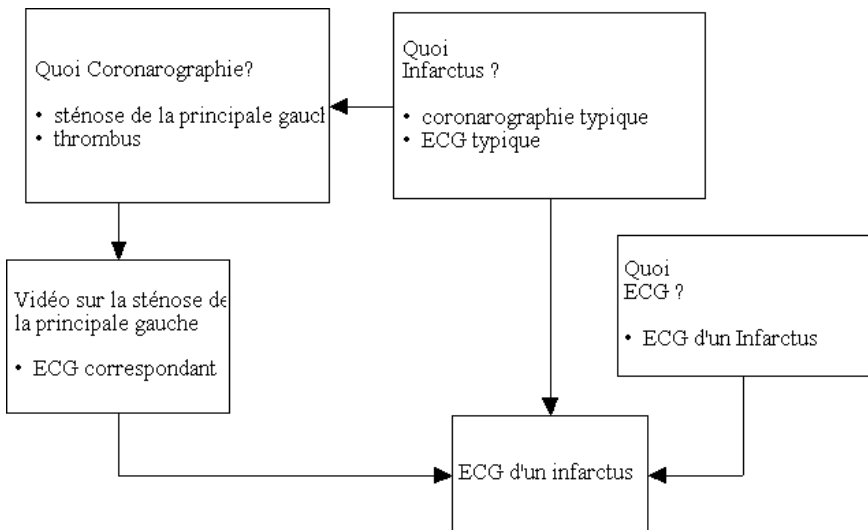 Quoi Coronarographie?
• sténose de la principale gaucl
• thrombus
Quoi
Infarctus ?
• coronarographie typique
• ECG typique
Vidéo sur la sténose de
la principale gauche
• ECG correspondant
Quoi
ECG ?
• ECG d'un Infarctus
ECG d'un infarctus